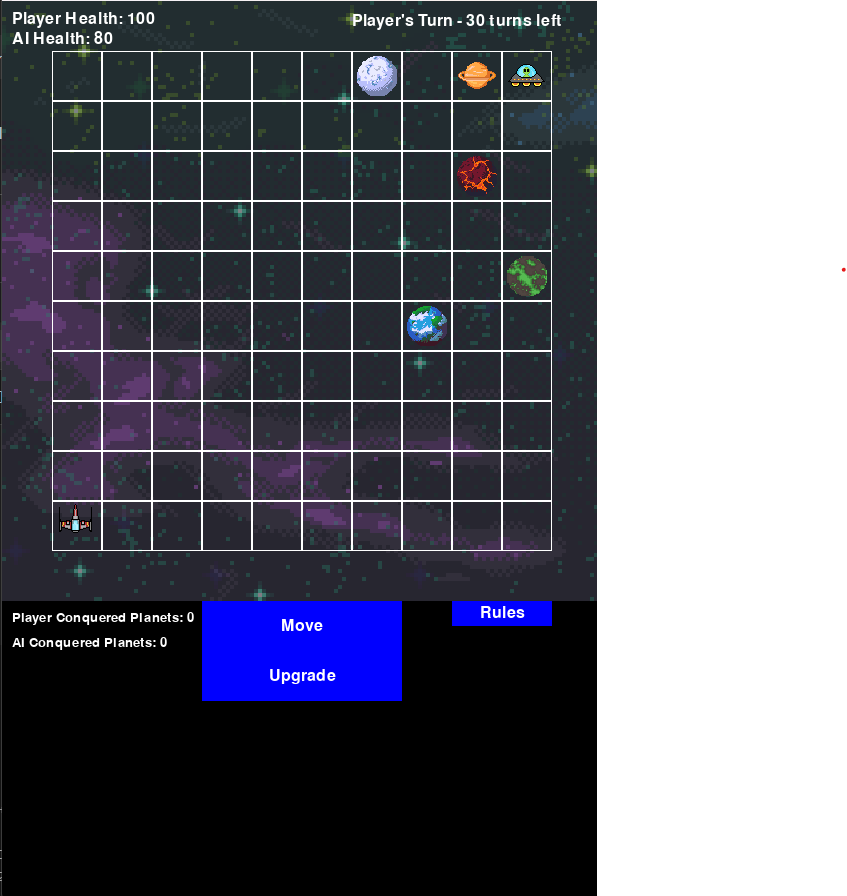 Player Health: 100
Player's Turn - 30 turns left
AI Health: 80
Player Conquered Planets: 0
AI Conquered Planets: 0
Move
Upgrade
Rules